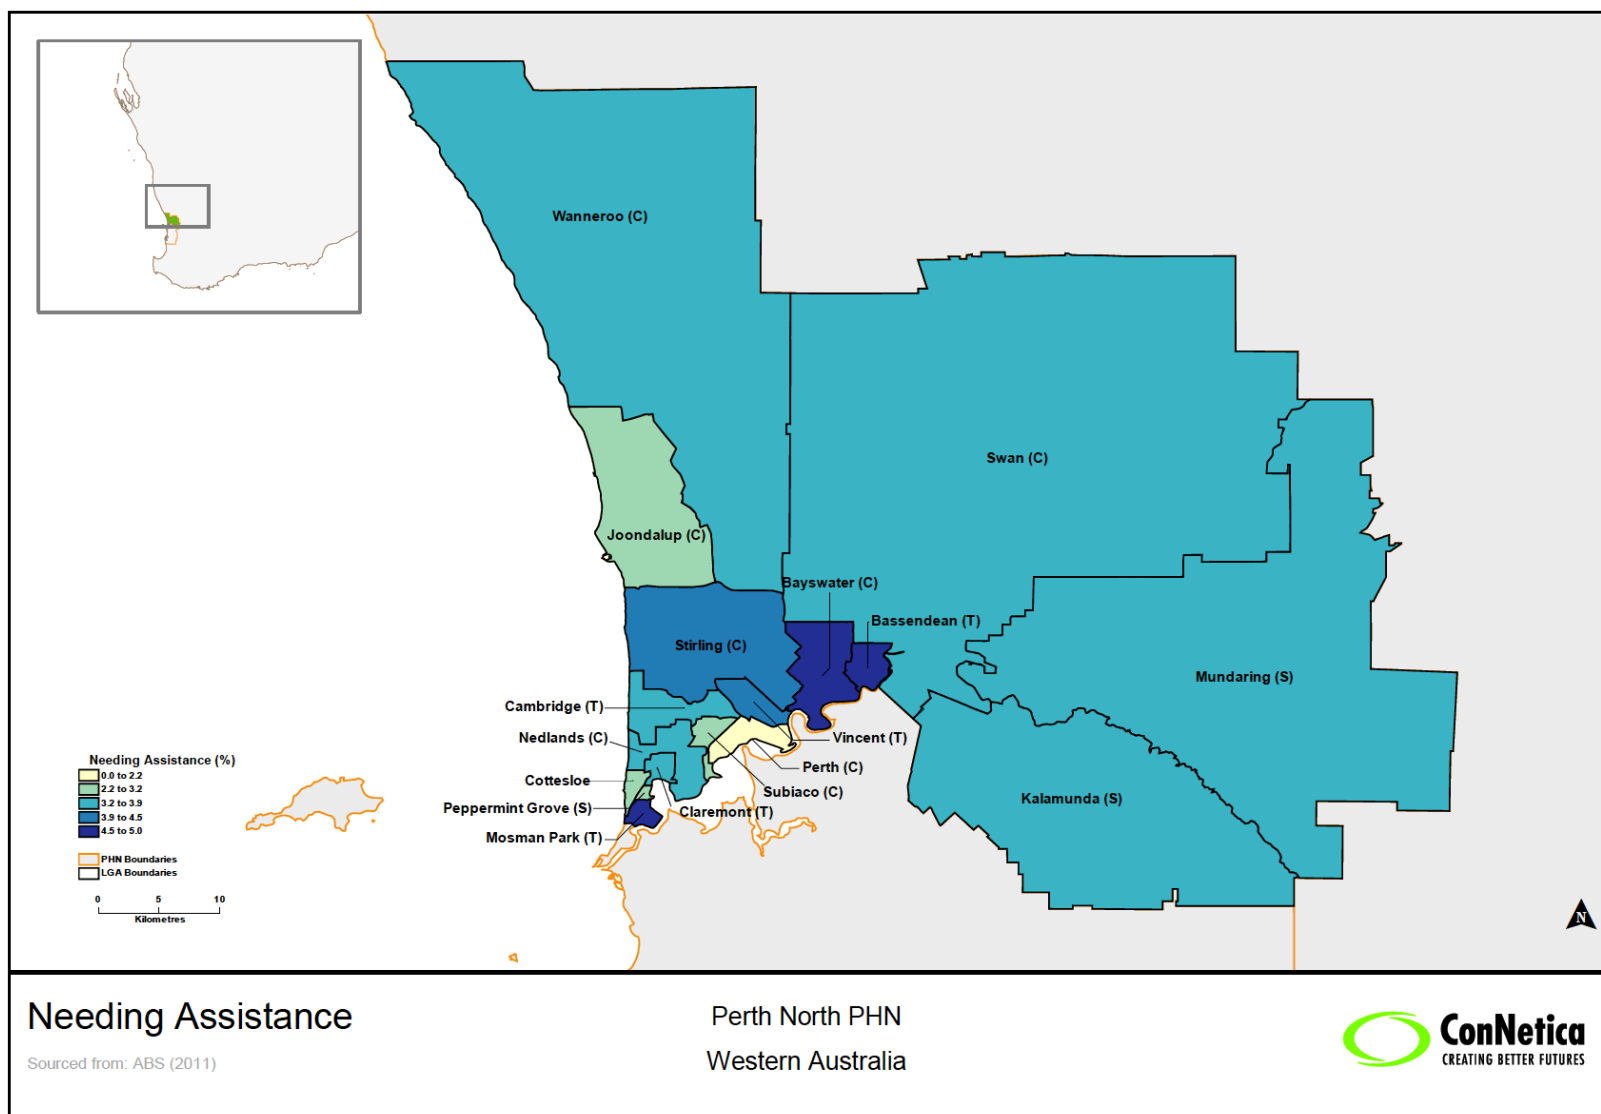 Wanneroo (C)
Swan (C)
Joondalup (C)
Bayswater (C)
Bassendean (T)
Stirling (C)
Mundaring (S)
Cambridge (T)
Nedlands (C)
Vincent (T)
Perth (C)
Cottesloe
Subiaco (C)
Kalamunda (S)
Peppermint Grove (S)
Claremont (T)
Mosman Park (T)
Needing Assistance (%)
0.0 to 2.2
2.2 to 3.2
3.2 to 3.9
3.9 to 4.5
4.5 to 5.0
PHN Boundaries
LGA Boundaries
0 5 10
Kilometres
N
Needing Assistance
Sourced from: ABS (2011)
Perth North PHN
Western Australia
ConNetica
CREATING BETTER FUTURES